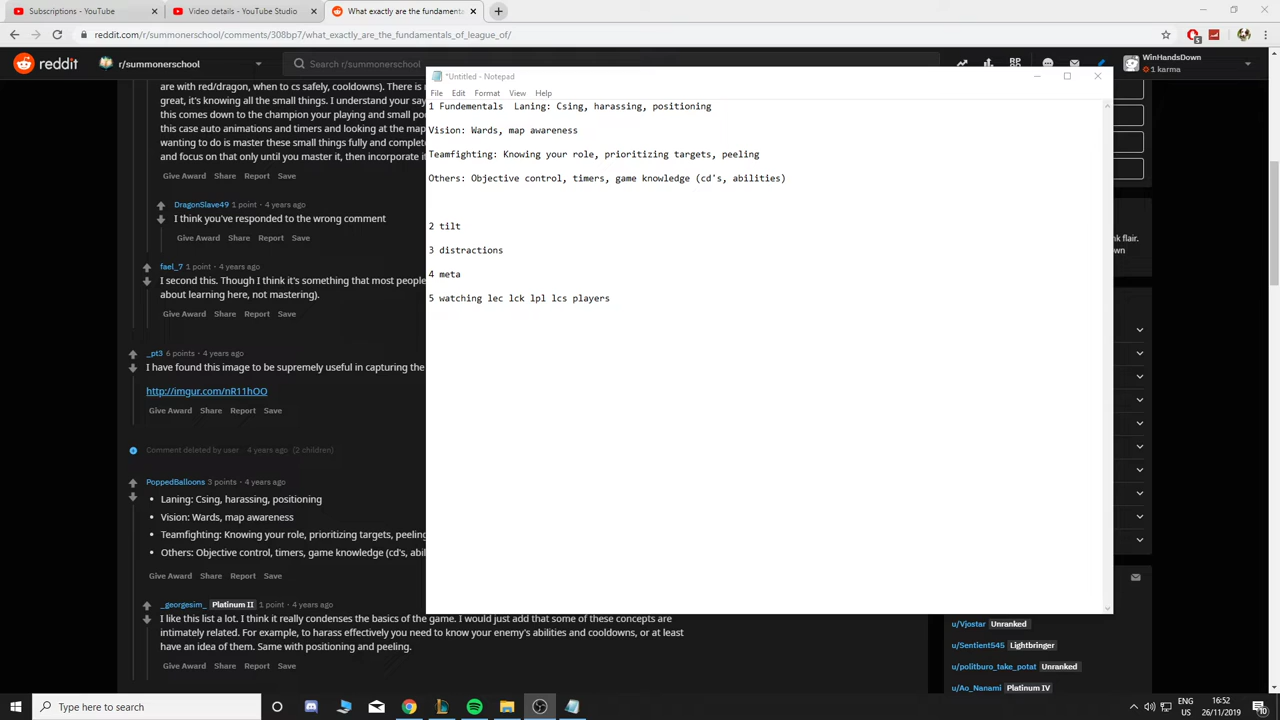 Subscriptions - YouTube
Video details - YouTube Studio
What exactly are the fundamenta
reddit.com/r/summonerschool/comments/308bp7/what_exactly_are_the_fundamentals_of_league_of/
5
reddit
r/summonerschool
Search r/summonerschool
WinHandsDown
1 karma
are with red/dragon, when to cs safely, cooldowns). There is
great, it's knowing all the small things. I understand your say
this comes down to the champion your playing and small po
this case auto animations and timers and looking at the map
wanting to do is master these small things fully and complete
and focus on that only until you master it, then incorporate i
Give Award Share Report Save
DragonSlave49 1 point · 4 years ago
I think you've responded to the wrong comment
Give Award Share Report Save
fael_7 1 point · 4 years ago
I second this. Though I think it's something that most people
about learning here, not mastering).
Give Award Share Report Save
_pt3 6 points · 4 years ago
I have found this image to be supremely useful in capturing the
http://imgur.com/nR11hOO
Give Award Share Report Save
Comment deleted by user 4 years ago (2 children)
PoppedBalloons 3 points · 4 years ago
• Laning: Csing, harassing, positioning
• Vision: Wards, map awareness
• Teamfighting: Knowing your role, prioritizing targets, peeling
• Others: Objective control, timers, game knowledge (cd's, abil
Give Award Share Report Save
_georgesim_ Platinum II 1 point · 4 years ago
I like this list a lot. I think it really condenses the basics of the game. I would just add that some of these concepts are
intimately related. For example, to harass effectively you need to know your enemy's abilities and cooldowns, or at least
have an idea of them. Same with positioning and peeling.
Give Award Share Report Save
*Untitled - Notepad
File Edit Format View Help
1 Fundementals Laning: Csing, harassing, positioning
Vision: Wards, map awareness
Teamfighting: Knowing your role, prioritizing targets, peeling
Others: Objective control, timers, game knowledge (cd's, abilities)
2 tilt
3 distractions
4 meta
5 watching lec lck lpl lcs players
nk flair.
own
u/Vjostar Unranked
u/Sentient545 Lightbringer
u/politburo_take_potat Unranked
u/Ao_Nanami Platinum IV
Type here to search
ENG
US
16:52
26/11/2019
10